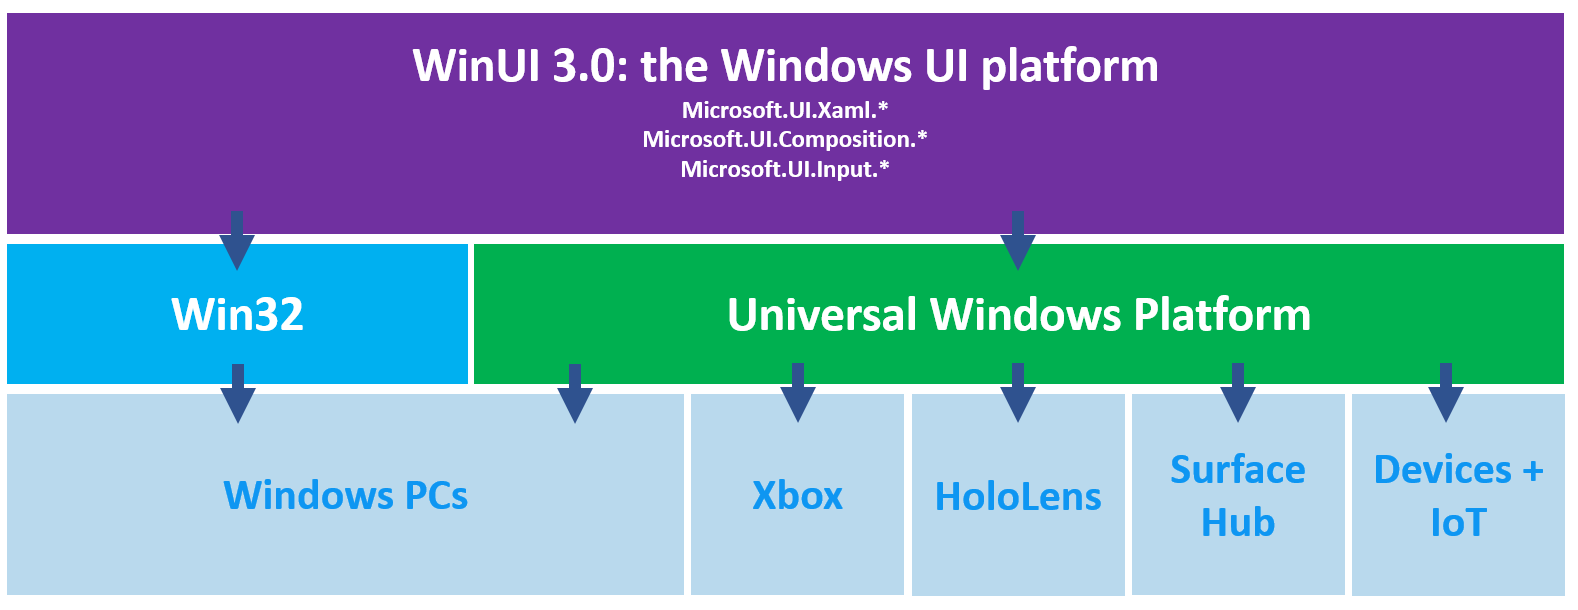 WinUI 3.0: the Windows UI platform
Microsoft.UI.Xaml.*
Microsoft.UI.Composition.*
Microsoft.UI.Input.*
Win32
Universal Windows Platform
Windows PCs
Xbox
HoloLens
Surface
Hub
Devices +
IoT